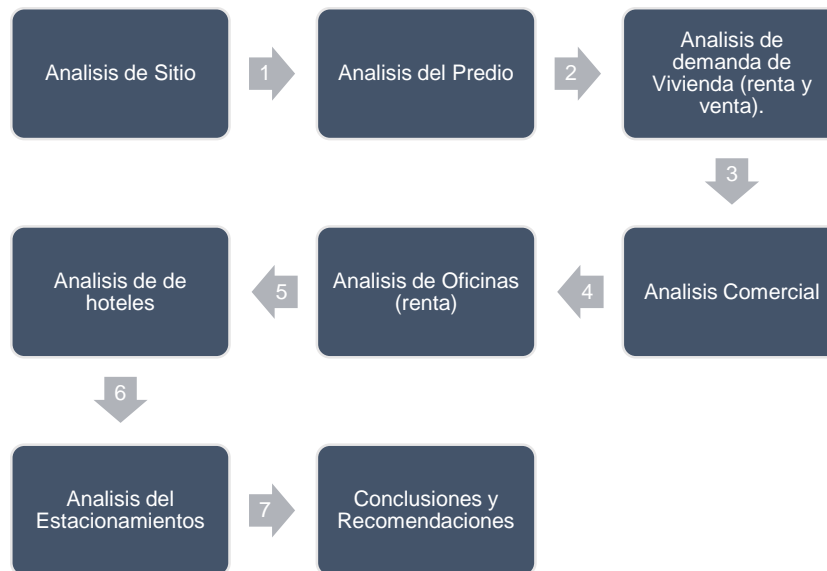 Analisis de Sitio
1
Analisis del Predio
2
Analisis de
demanda de
Vivienda (renta y
venta).
3
Analisis Comercial
4
Analisis de Oficinas
(renta)
5
Analisis de de
hoteles
6
Analisis del
Estacionamientos
7
Conclusiones y
Recomendaciones